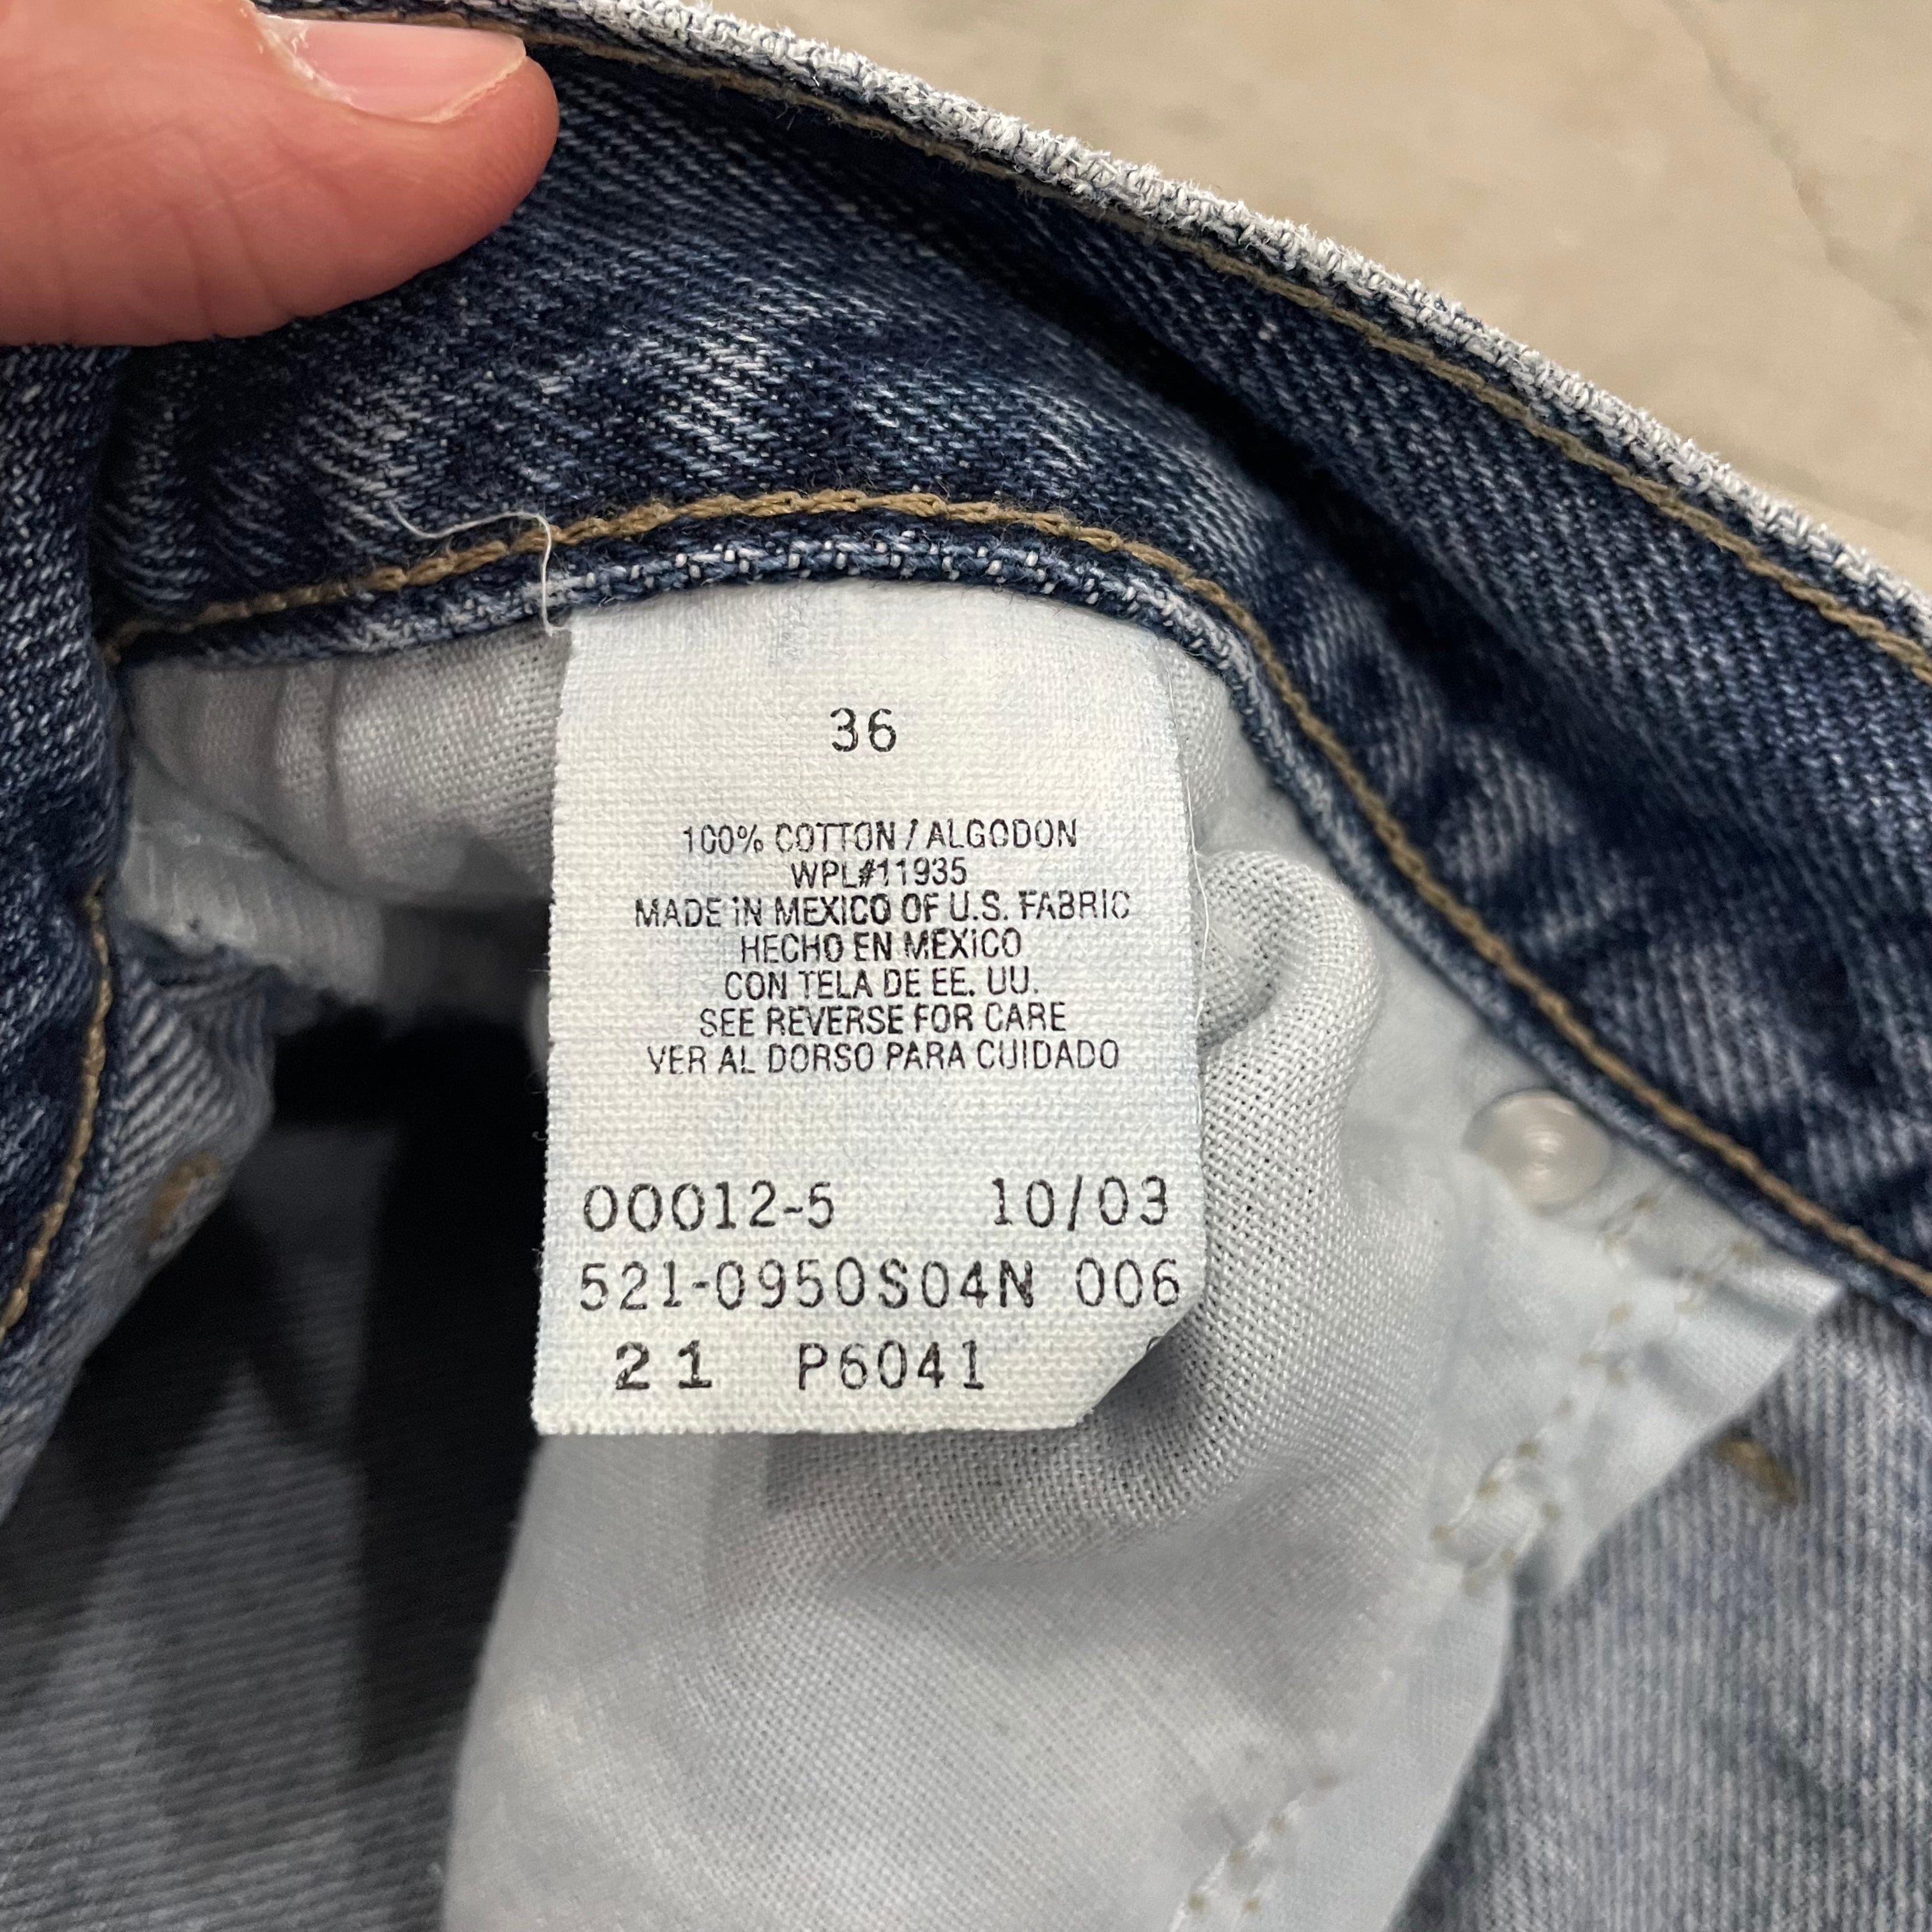 36
100% COTTON / ALGODON
WPL#11935
MADE IN MEXICO OF U.S. FABRIC
HECHO EN MEXICO
CON TELA DE EE. UU.
SEE REVERSE FOR CARE
VER AL DORSO PARA CUIDADO
00012-5 10/03
521-0950S04N 006
21 P6041